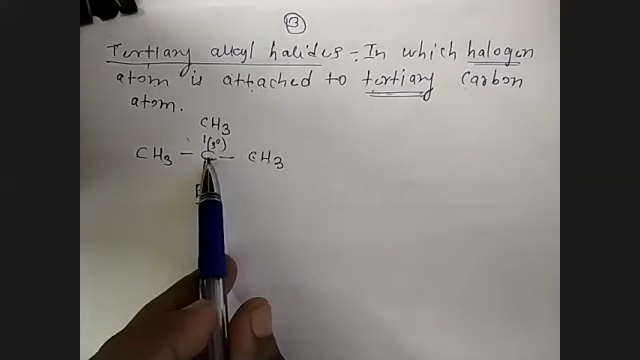 13
Tertiary alkyl halides :- In which halogen
atom is attached to tertiary carbon
atom.
CH3
(3°)
CH3 - C - CH3